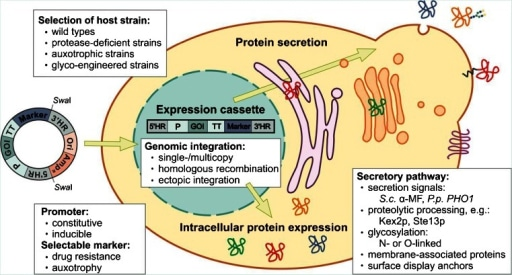 Selection of host strain:
• wild types
• protease-deficient strains
• auxotrophic strains
• glyco-engineered strains
Protein secretion
SwaI
Marker
3'HR
TT
GOI
P
5'HR
Amp
Ori
SwaI
Expression cassette
5'HR P GOI TT Marker 3'HR
Genomic integration:
• single-/multicopy
• homologous recombination
• ectopic integration
Promoter:
• constitutive
• inducible
Selectable marker:
• drug resistance
• auxotrophy
Intracellular protein expression
Secretory pathway:
• secretion signals:
S.c. α-MF, P.p. PHO1
• proteolytic processing, e.g.:
Kex2p, Ste13p
• glycosylation:
N- or O-linked
• membrane-associated proteins
• surface display anchors